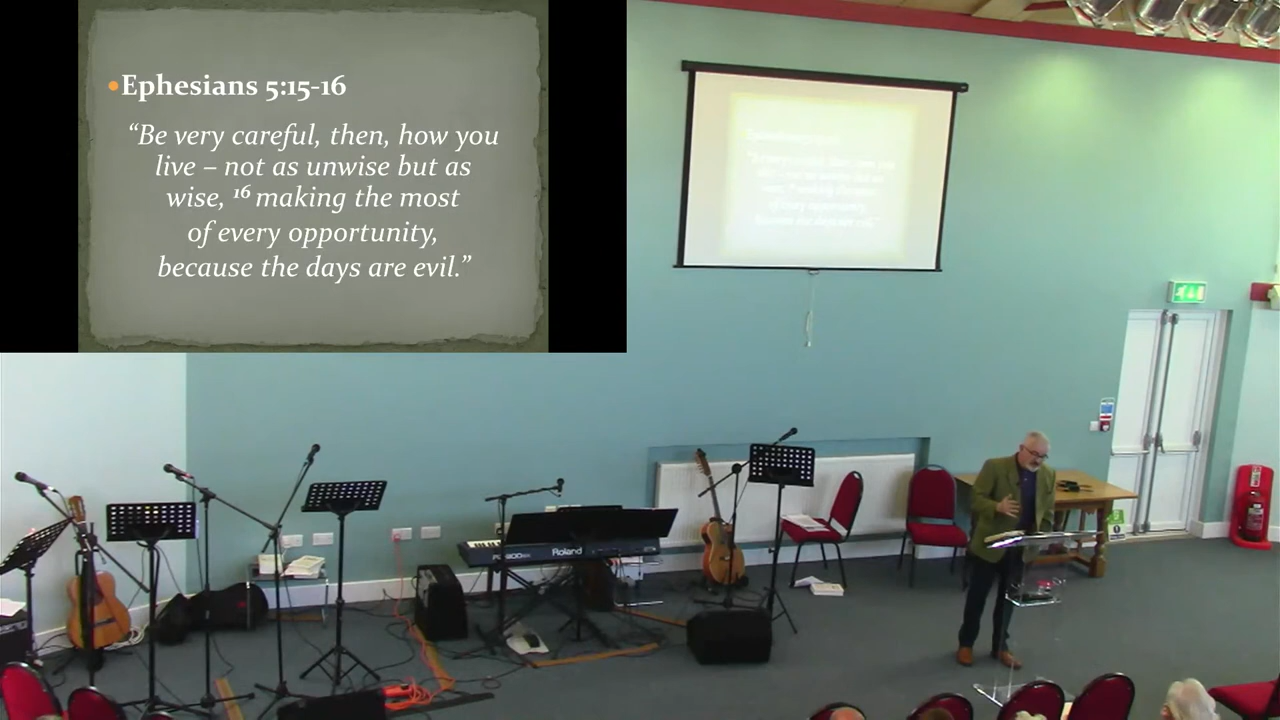 •Ephesians 5:15-16
“Be very careful, then, how you
live – not as unwise but as
wise, ¹⁶ making the most
of every opportunity,
because the days are evil.”
Roland